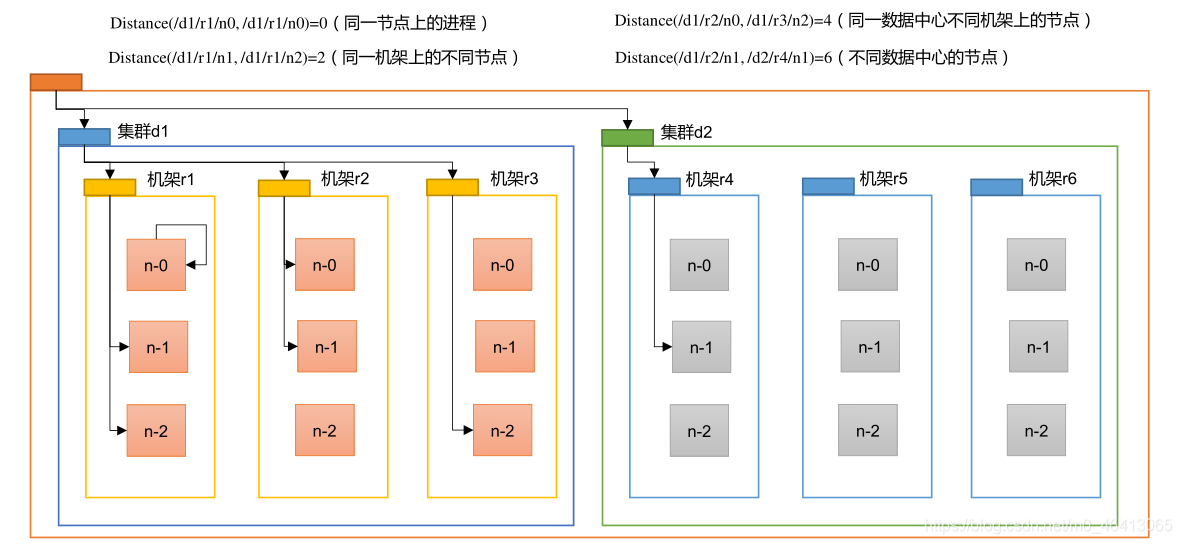 Distance(/d1/r1/n0, /d1/r1/n0)=0（同一节点上的进程）
Distance(/d1/r2/n0, /d1/r3/n2)=4（同一数据中心不同机架上的节点）
Distance(/d1/r1/n1, /d1/r1/n2)=2（同一机架上的不同节点）
Distance(/d1/r2/n1, /d2/r4/n1)=6（不同数据中心的节点）
集群d1
集群d2
机架r1
机架r2
机架r3
机架r4
机架r5
机架r6
n-0
n-0
n-0
n-0
n-0
n-0
n-1
n-1
n-1
n-1
n-1
n-1
n-2
n-2
n-2
n-2
n-2
n-2